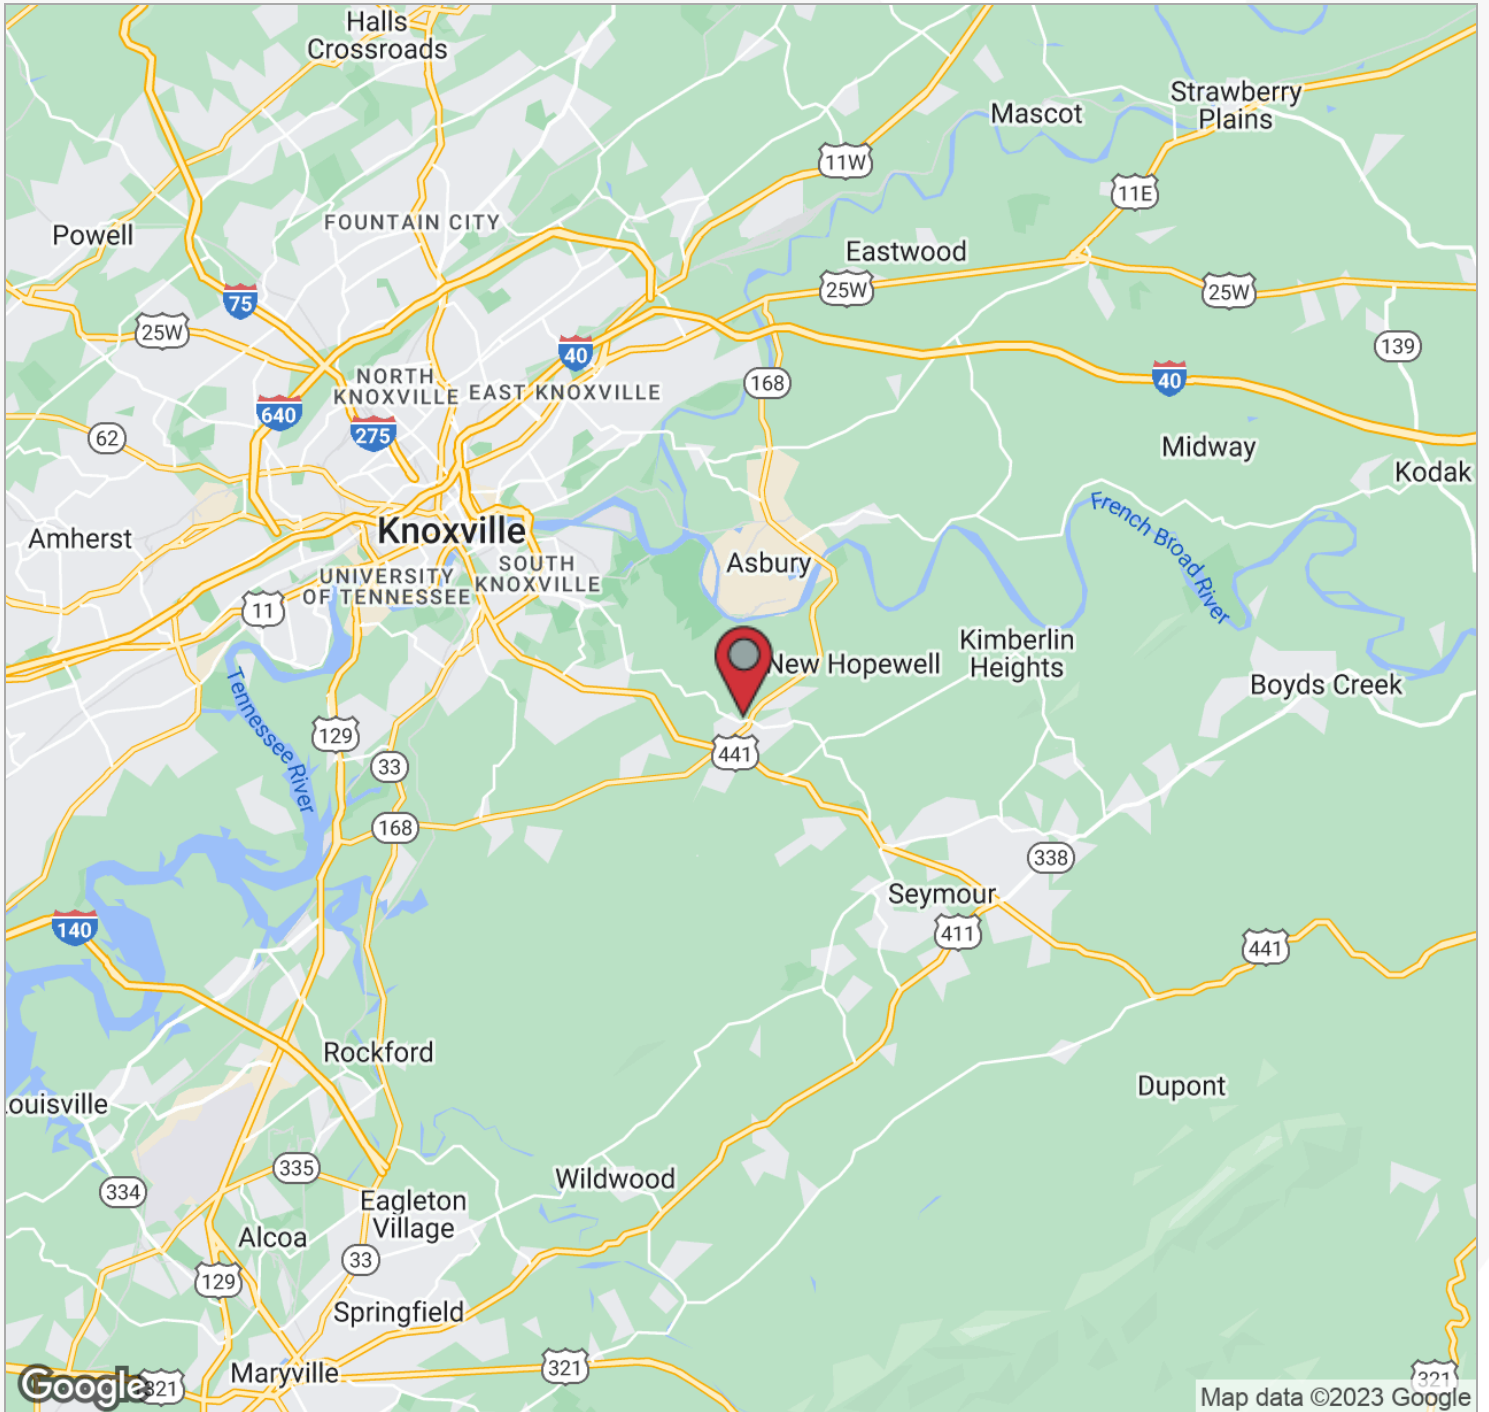 Halls
Crossroads
Mascot
Strawberry
Plains
11W
11E
FOUNTAIN CITY
Powell
Eastwood
25W
25W
75
25W
40
139
168
40
NORTH
KNOXVILLE
EAST KNOXVILLE
640
275
62
Midway
Kodak
French Broad River
Knoxville
Amherst
Asbury
SOUTH
KNOXVILLE
UNIVERSITY
OF TENNESSEE
11
Kimberlin
Heights
New Hopewell
Boyds Creek
Tennessee River
129
441
33
168
338
Seymour
411
140
441
Rockford
Dupont
ouisville
335
Wildwood
334
Eagleton
Village
Alcoa
33
129
Springfield
321
Maryville
321
Google
321
Map data ©2023 Google